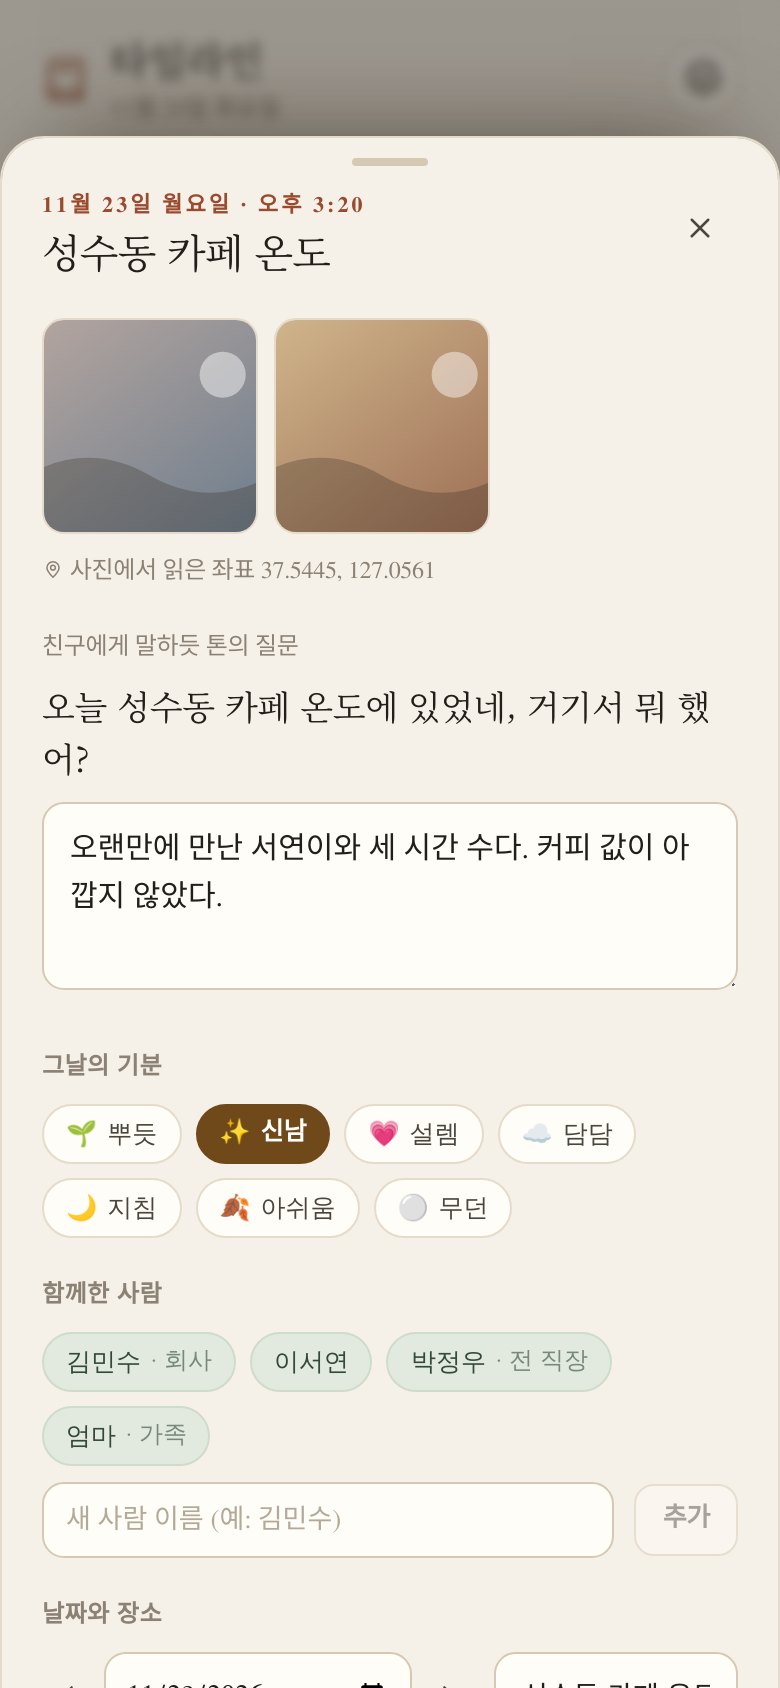 타임라인
11월 23일 월요일 · 오후 3:20
성수동 카페 온도
사진에서 읽은 좌표 37.5445, 127.0561
친구에게 말하듯 톤의 질문
오늘 성수동 카페 온도에 있었네, 거기서 뭐 했
어?
오랜만에 만난 서연이와 세 시간 수다. 커피 값이 아
깝지 않았다.
그날의 기분
🌱 뿌듯
✨ 신남
💗 설렘
☁️ 담담
🌙 지침
🍂 아쉬움
⚪ 무던
함께한 사람
김민수 · 회사
이서연
박정우 · 전 직장
엄마 · 가족
새 사람 이름 (예: 김민수)
추가
날짜와 장소